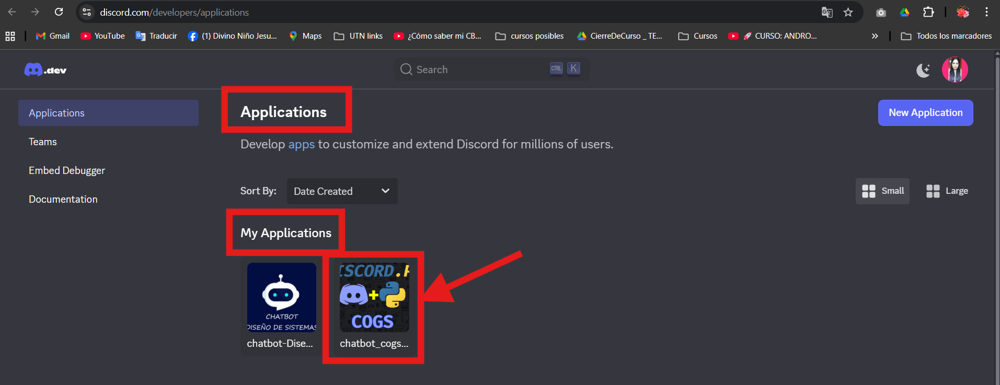 discord.com/developers/applications
Gmail
YouTube
Traducir
(1) Divino Niño Jesu...
Maps
UTN links
¿Cómo saber mi CB...
cursos posibles
CierreDeCurso _ TE...
Cursos
🚀 CURSO: ANDRO...
»
Todos los marcadores
.dev
Search
CTRL K
Applications
Teams
Embed Debugger
Documentation
Applications
New Application
Develop apps to customize and extend Discord for millions of users.
Sort By:
Date Created
Small
Large
My Applications
CHATBOT
DISEÑO DE SISTEMAS
chatbot-Dise...
ISCORD.P
+
COGS
chatbot_cogs...